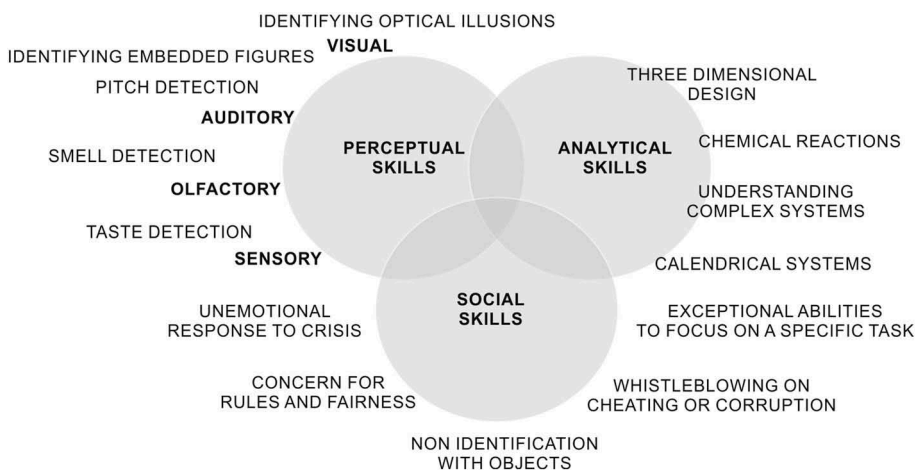 IDENTIFYING OPTICAL ILLUSIONS
VISUAL
IDENTIFYING EMBEDDED FIGURES
PITCH DETECTION
AUDITORY
SMELL DETECTION
OLFACTORY
TASTE DETECTION
SENSORY
PERCEPTUAL
SKILLS
ANALYTICAL
SKILLS
THREE DIMENSIONAL
DESIGN
CHEMICAL REACTIONS
UNDERSTANDING
COMPLEX SYSTEMS
CALENDRICAL SYSTEMS
SOCIAL
SKILLS
UNEMOTIONAL
RESPONSE TO CRISIS
EXCEPTIONAL ABILITIES
TO FOCUS ON A SPECIFIC TASK
CONCERN FOR
RULES AND FAIRNESS
WHISTLEBLOWING ON
CHEATING OR CORRUPTION
NON IDENTIFICATION
WITH OBJECTS